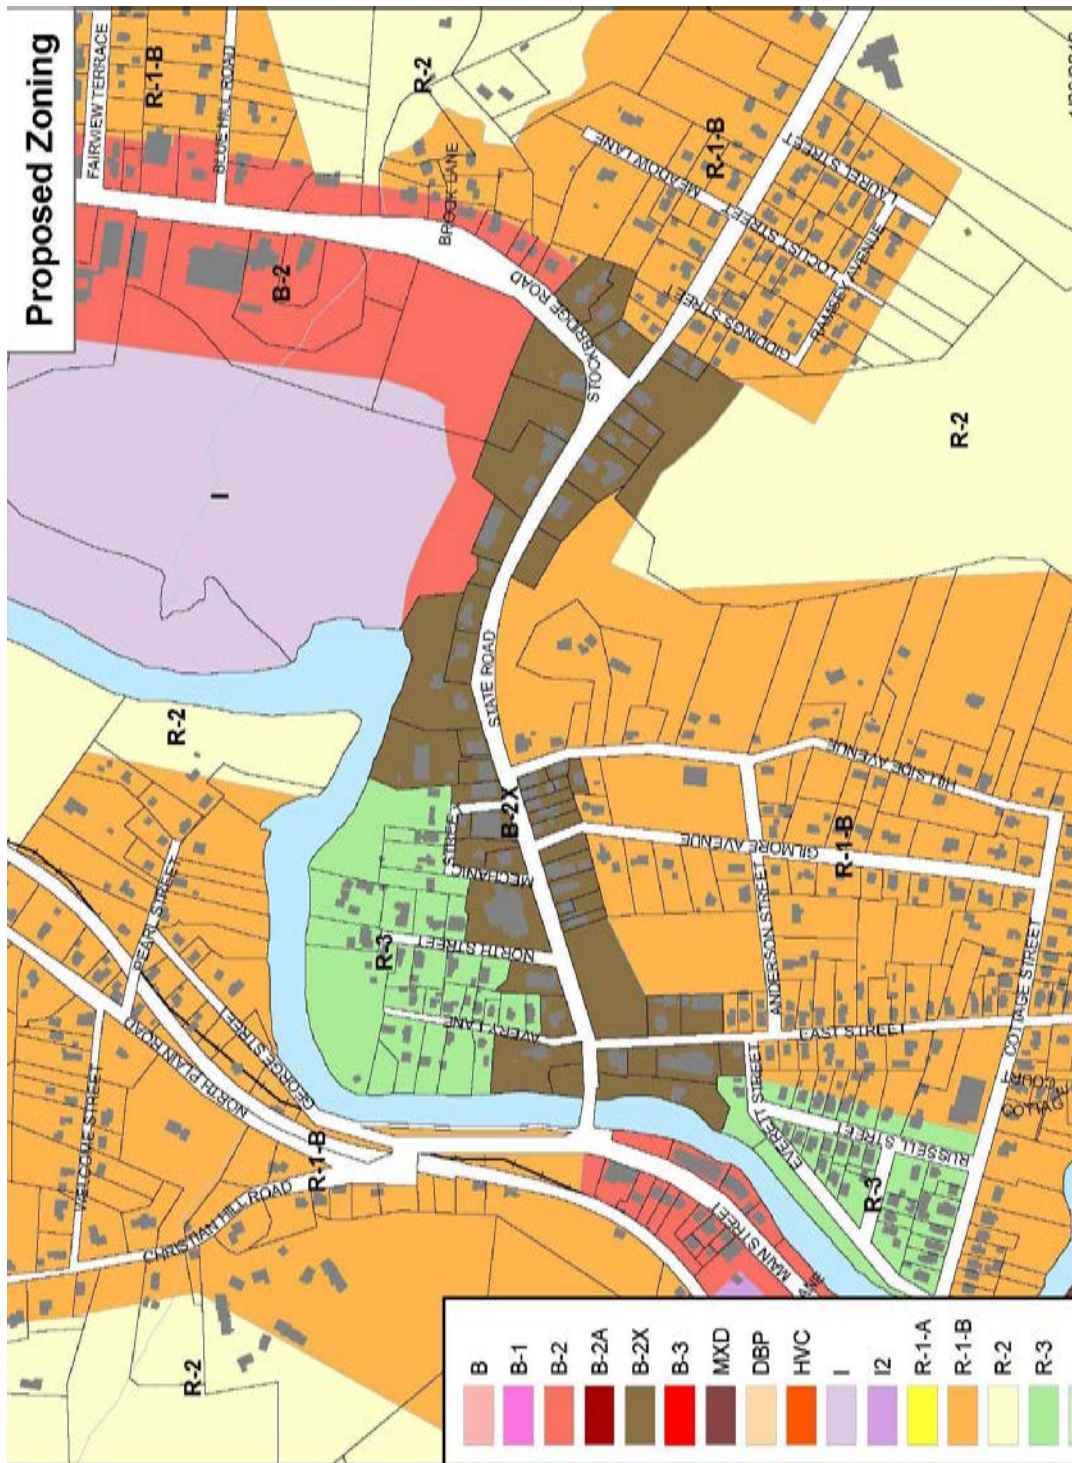 Proposed Zoning
FAIRVIEW TERRACE
R-1-B
BLUE HILL ROAD
R-2
B-2
BROOK LANE
MEADOW LANE
R-1-B
LAUREL STREET
LOCUST STREET
RAMSEY AVENUE
GIDDINGS STREET
STOCKBRIDGE ROAD
R-2
I
STATE ROAD
R-2
B-2X
MECHANIC STREET
HILLSIDE AVENUE
GILMORE AVENUE
R-1-B
ANDERSON STREET
R-3
NORTH STREET
AVERY LANE
EAST STREET
COTTAGE STREET
PEARL STREET
NORTH PLAIN ROAD
GEORGE STREET
WELCOME STREET
R-1-B
CHRISTIAN HILL ROAD
EVERETT STREET
RUSSELL STREET
R-3
MAIN STREET
R-2
B
B-1
B-2
B-2A
B-2X
B-3
MXD
DBP
HVC
I
I2
R-1-A
R-1-B
R-2
R-3